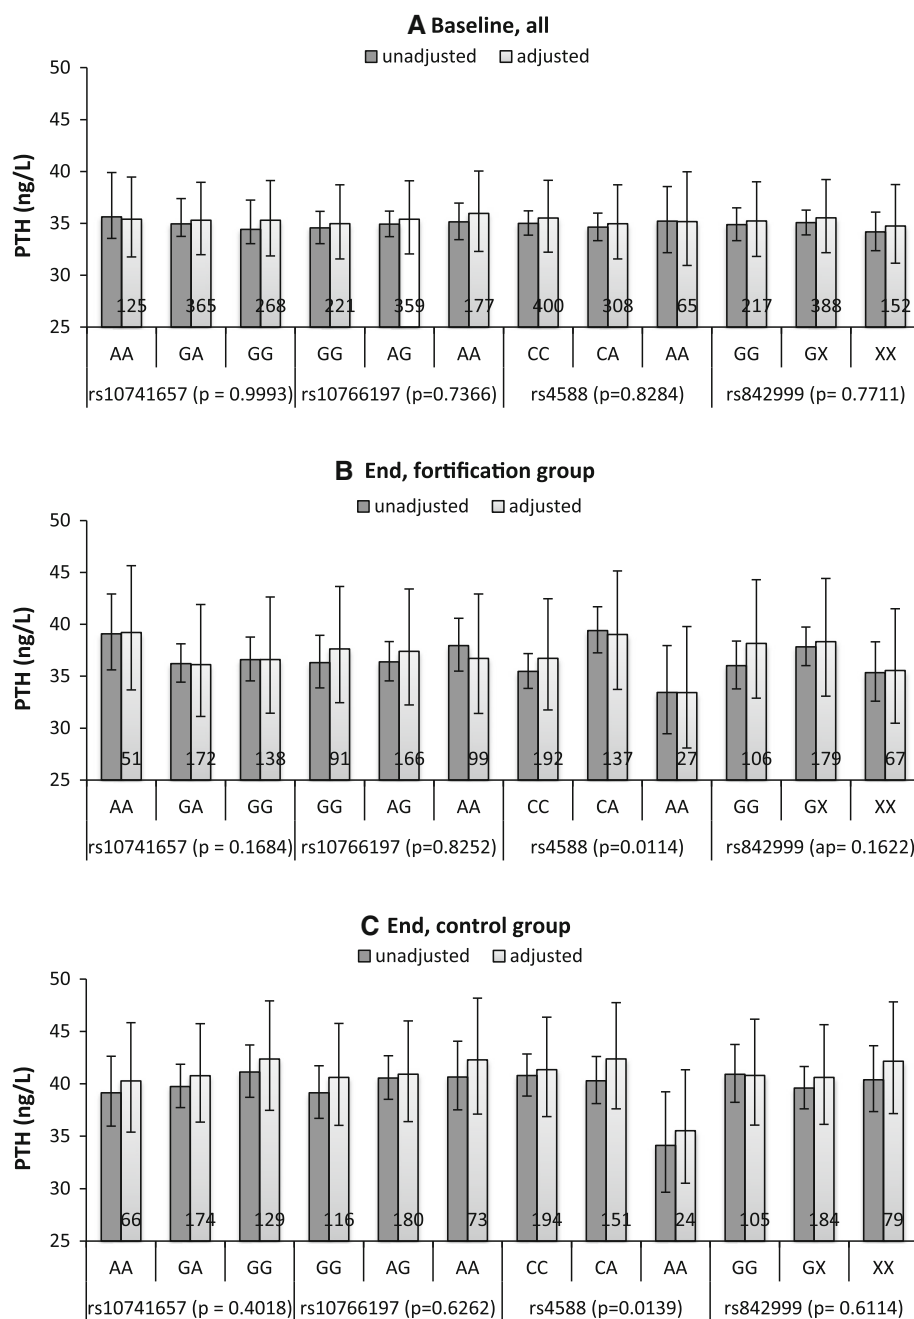 A Baseline, all
unadjusted adjusted
50
45
40
35
30
25
PTH (ng/L)
125 365 268 221 359 177 400 308 65 217 388 152
AA GA GG GG AG AA CC CA AA GG GX XX
rs10741657 (p = 0.9993) rs10766197 (p=0.7366) rs4588 (p=0.8284) rs842999 (p= 0.7711)
B End, fortification group
unadjusted adjusted
50
45
40
35
30
25
PTH (ng/L)
51 172 138 91 166 99 192 137 27 106 179 67
AA GA GG GG AG AA CC CA AA GG GX XX
rs10741657 (p = 0.1684) rs10766197 (p=0.8252) rs4588 (p=0.0114) rs842999 (ap= 0.1622)
C End, control group
unadjusted adjusted
50
45
40
35
30
25
PTH (ng/L)
66 174 129 116 180 73 194 151 24 105 184 79
AA GA GG GG AG AA CC CA AA GG GX XX
rs10741657 (p = 0.4018) rs10766197 (p=0.6262) rs4588 (p=0.0139) rs842999 (p= 0.6114)